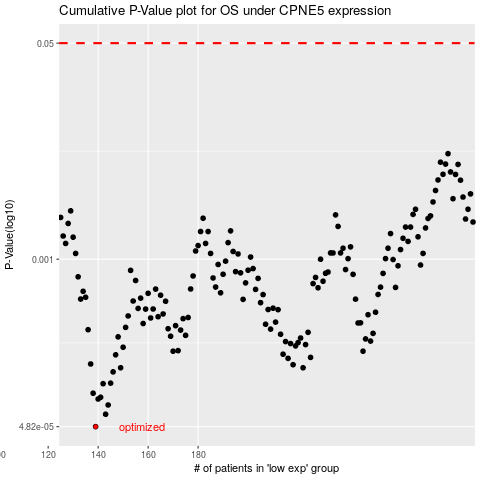 Cumulative P-Value plot for OS under CPNE5 expression
0.05
P-Value(log10)
0.001
4.82e-05
optimized
00 120 140 160 180
# of patients in 'low exp' group